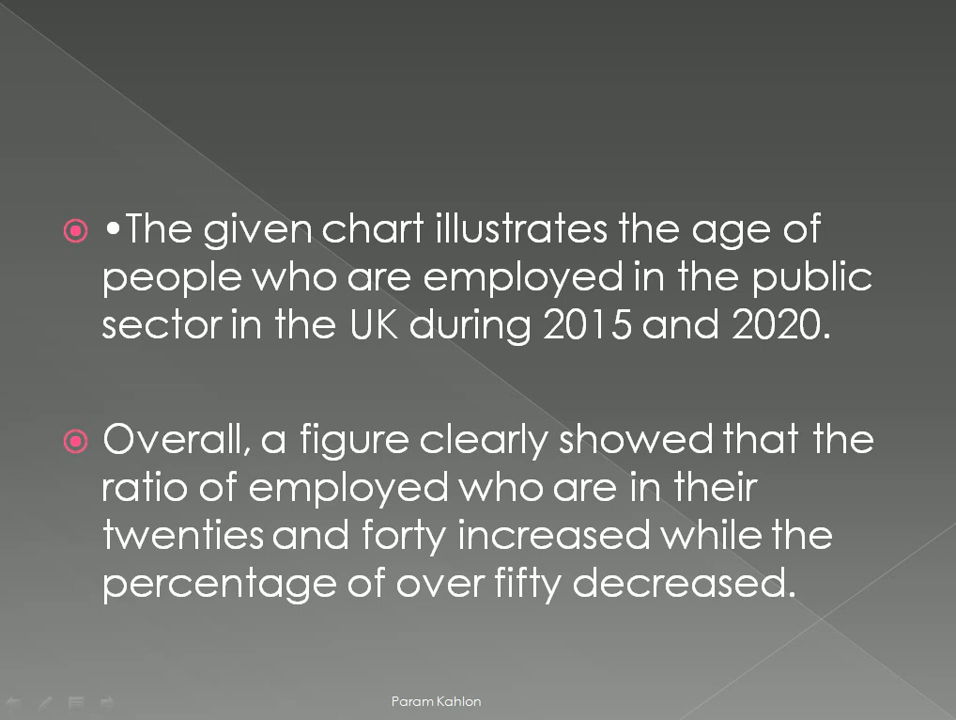 •The given chart illustrates the age of
people who are employed in the public
sector in the UK during 2015 and 2020.
Overall, a figure clearly showed that the
ratio of employed who are in their
twenties and forty increased while the
percentage of over fifty decreased.
Param Kahlon